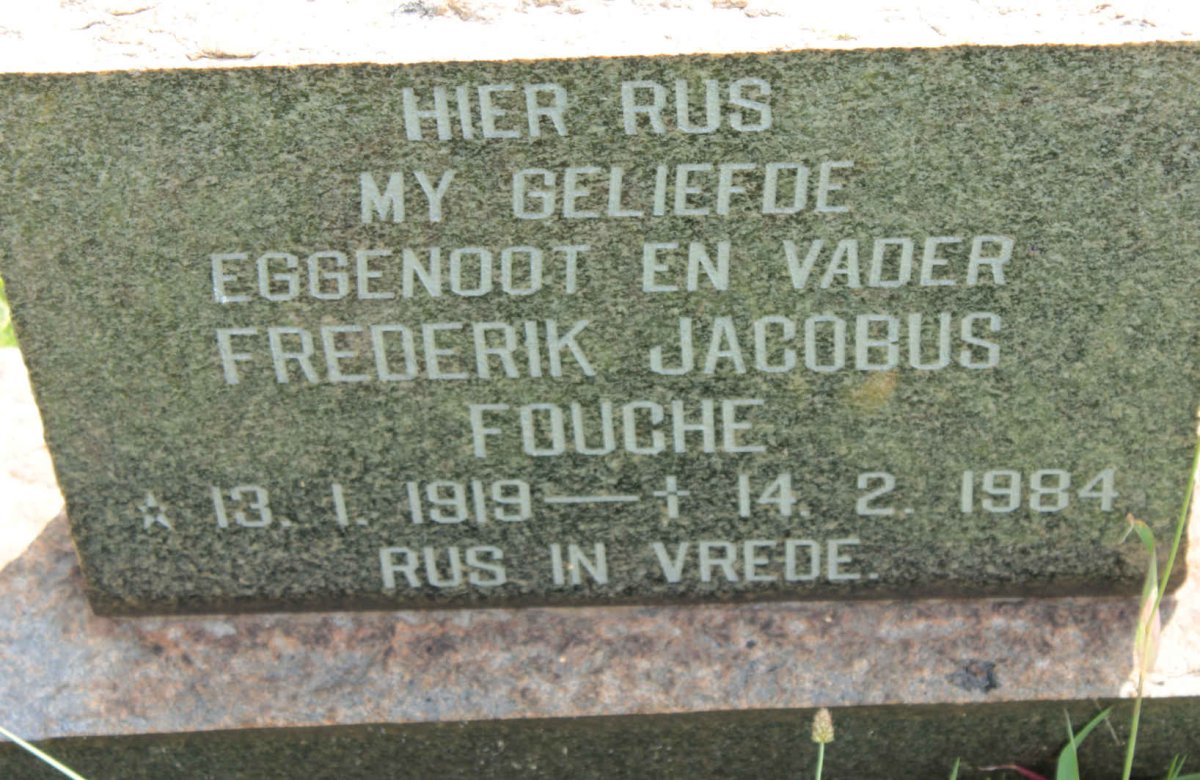 HIER RUS
MY GELIEFDE
EGGENOOT EN VADER
FREDERIK JACOBUS
FOUCHE
☆ 13. 1. 1919 — † 14. 2. 1984
RUS IN VREDE.